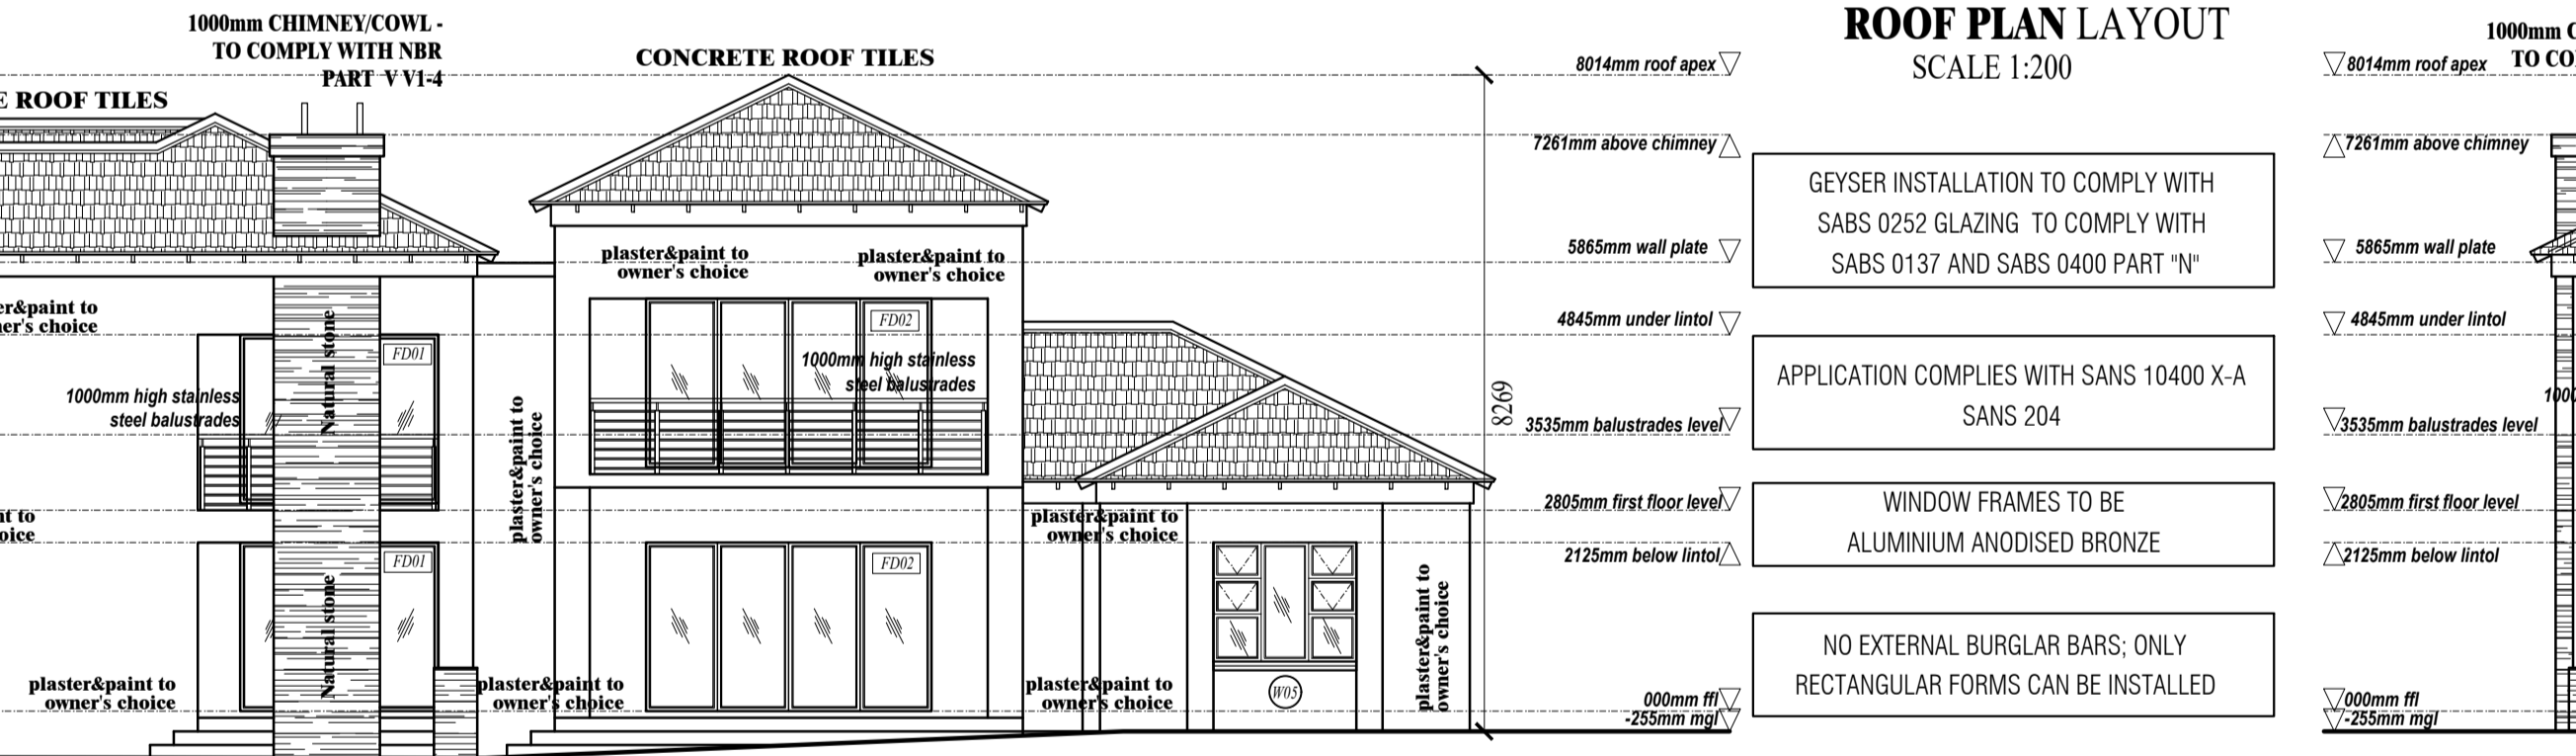 1000mm CHIMNEY/COWL -
TO COMPLY WITH NBR
PART V V1-4
E ROOF TILES
CONCRETE ROOF TILES
plaster&paint to
owner's choice
plaster&paint to
owner's choice
er&paint to
ner's choice
FD02
FD01
Natural stone
1000mm high stainless
steel balustrades
1000mm high stainless
steel balustrades
plaster&paint to
owner's choice
nt to
oice
FD01
FD02
Natural stone
plaster&paint to
owner's choice
plaster&paint to
owner's choice
plaster&paint to
owner's choice
plaster&paint to
owner's choice
W05
plaster&paint to
owner's choice
8269
8014mm roof apex
7261mm above chimney
5865mm wall plate
4845mm under lintol
3535mm balustrades level
2805mm first floor level
2125mm below lintol
000mm ffl
-255mm mgl
ROOF PLAN LAYOUT
SCALE 1:200
GEYSER INSTALLATION TO COMPLY WITH
SABS 0252 GLAZING TO COMPLY WITH
SABS 0137 AND SABS 0400 PART "N"
APPLICATION COMPLIES WITH SANS 10400 X-A
SANS 204
WINDOW FRAMES TO BE
ALUMINIUM ANODISED BRONZE
NO EXTERNAL BURGLAR BARS; ONLY
RECTANGULAR FORMS CAN BE INSTALLED
8014mm roof apex
7261mm above chimney
5865mm wall plate
4845mm under lintol
3535mm balustrades level
2805mm first floor level
2125mm below lintol
000mm ffl
-255mm mgl
1000mm C
TO CO
100